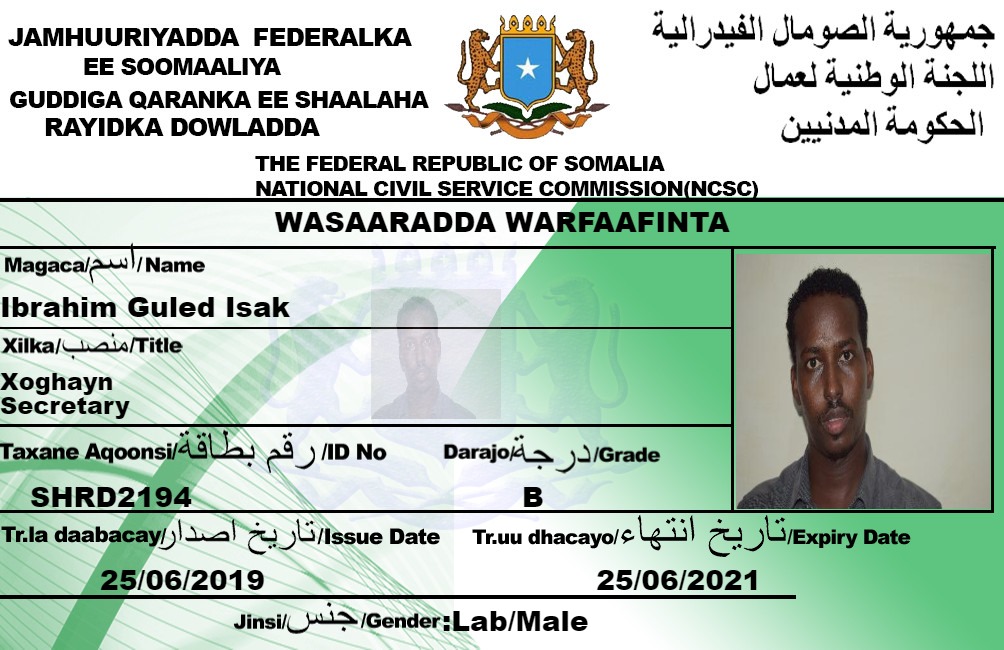 JAMHUURIYADDA FEDERALKA
EE SOOMAALIYA
GUDDIGA QARANKA EE SHAALAHA
RAYIDKA DOWLADDA
جمهورية الصومال الفيدرالية
اللجنة الوطنية لعمال
الحكومة المدنيين
THE FEDERAL REPUBLIC OF SOMALIA
NATIONAL CIVIL SERVICE COMMISSION(NCSC)
WASAARADDA WARFAAFINTA
Magaca/اسم/Name
Ibrahim Guled Isak
Xilka/منصب/Title
Xoghayn
Secretary
Taxane Aqoonsi/رقم بطاقة/ID No
SHRD2194
Darajo/درجة/Grade
B
Tr.la daabacay/تاريخ اصدار/Issue Date
25/06/2019
Tr.uu dhacayo/تاريخ انتهاء/Expiry Date
25/06/2021
Jinsi/جنس/Gender:Lab/Male